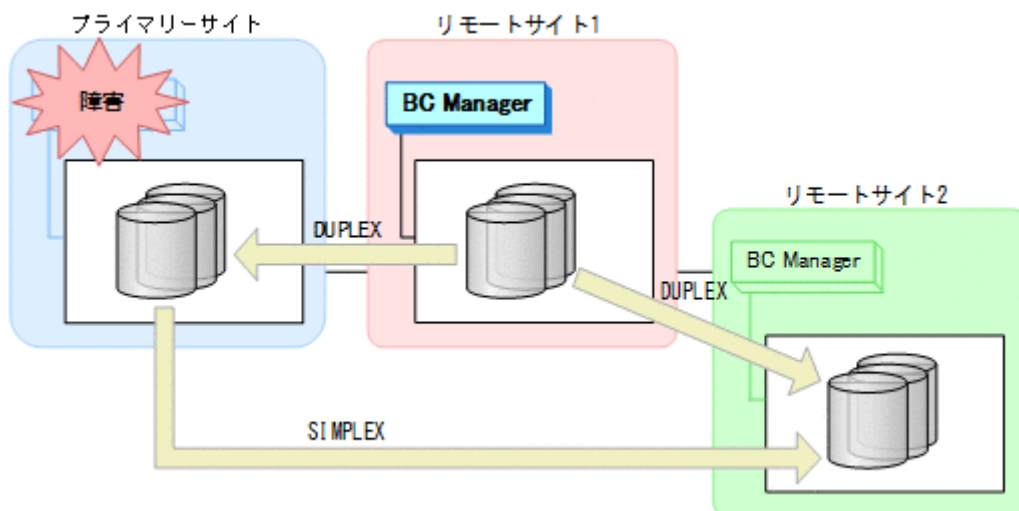 プライマリーサイト
リモートサイト1
障害
BC Manager
リモートサイト2
BC Manager
DUPLEX
DUPLEX
SIMPLEX